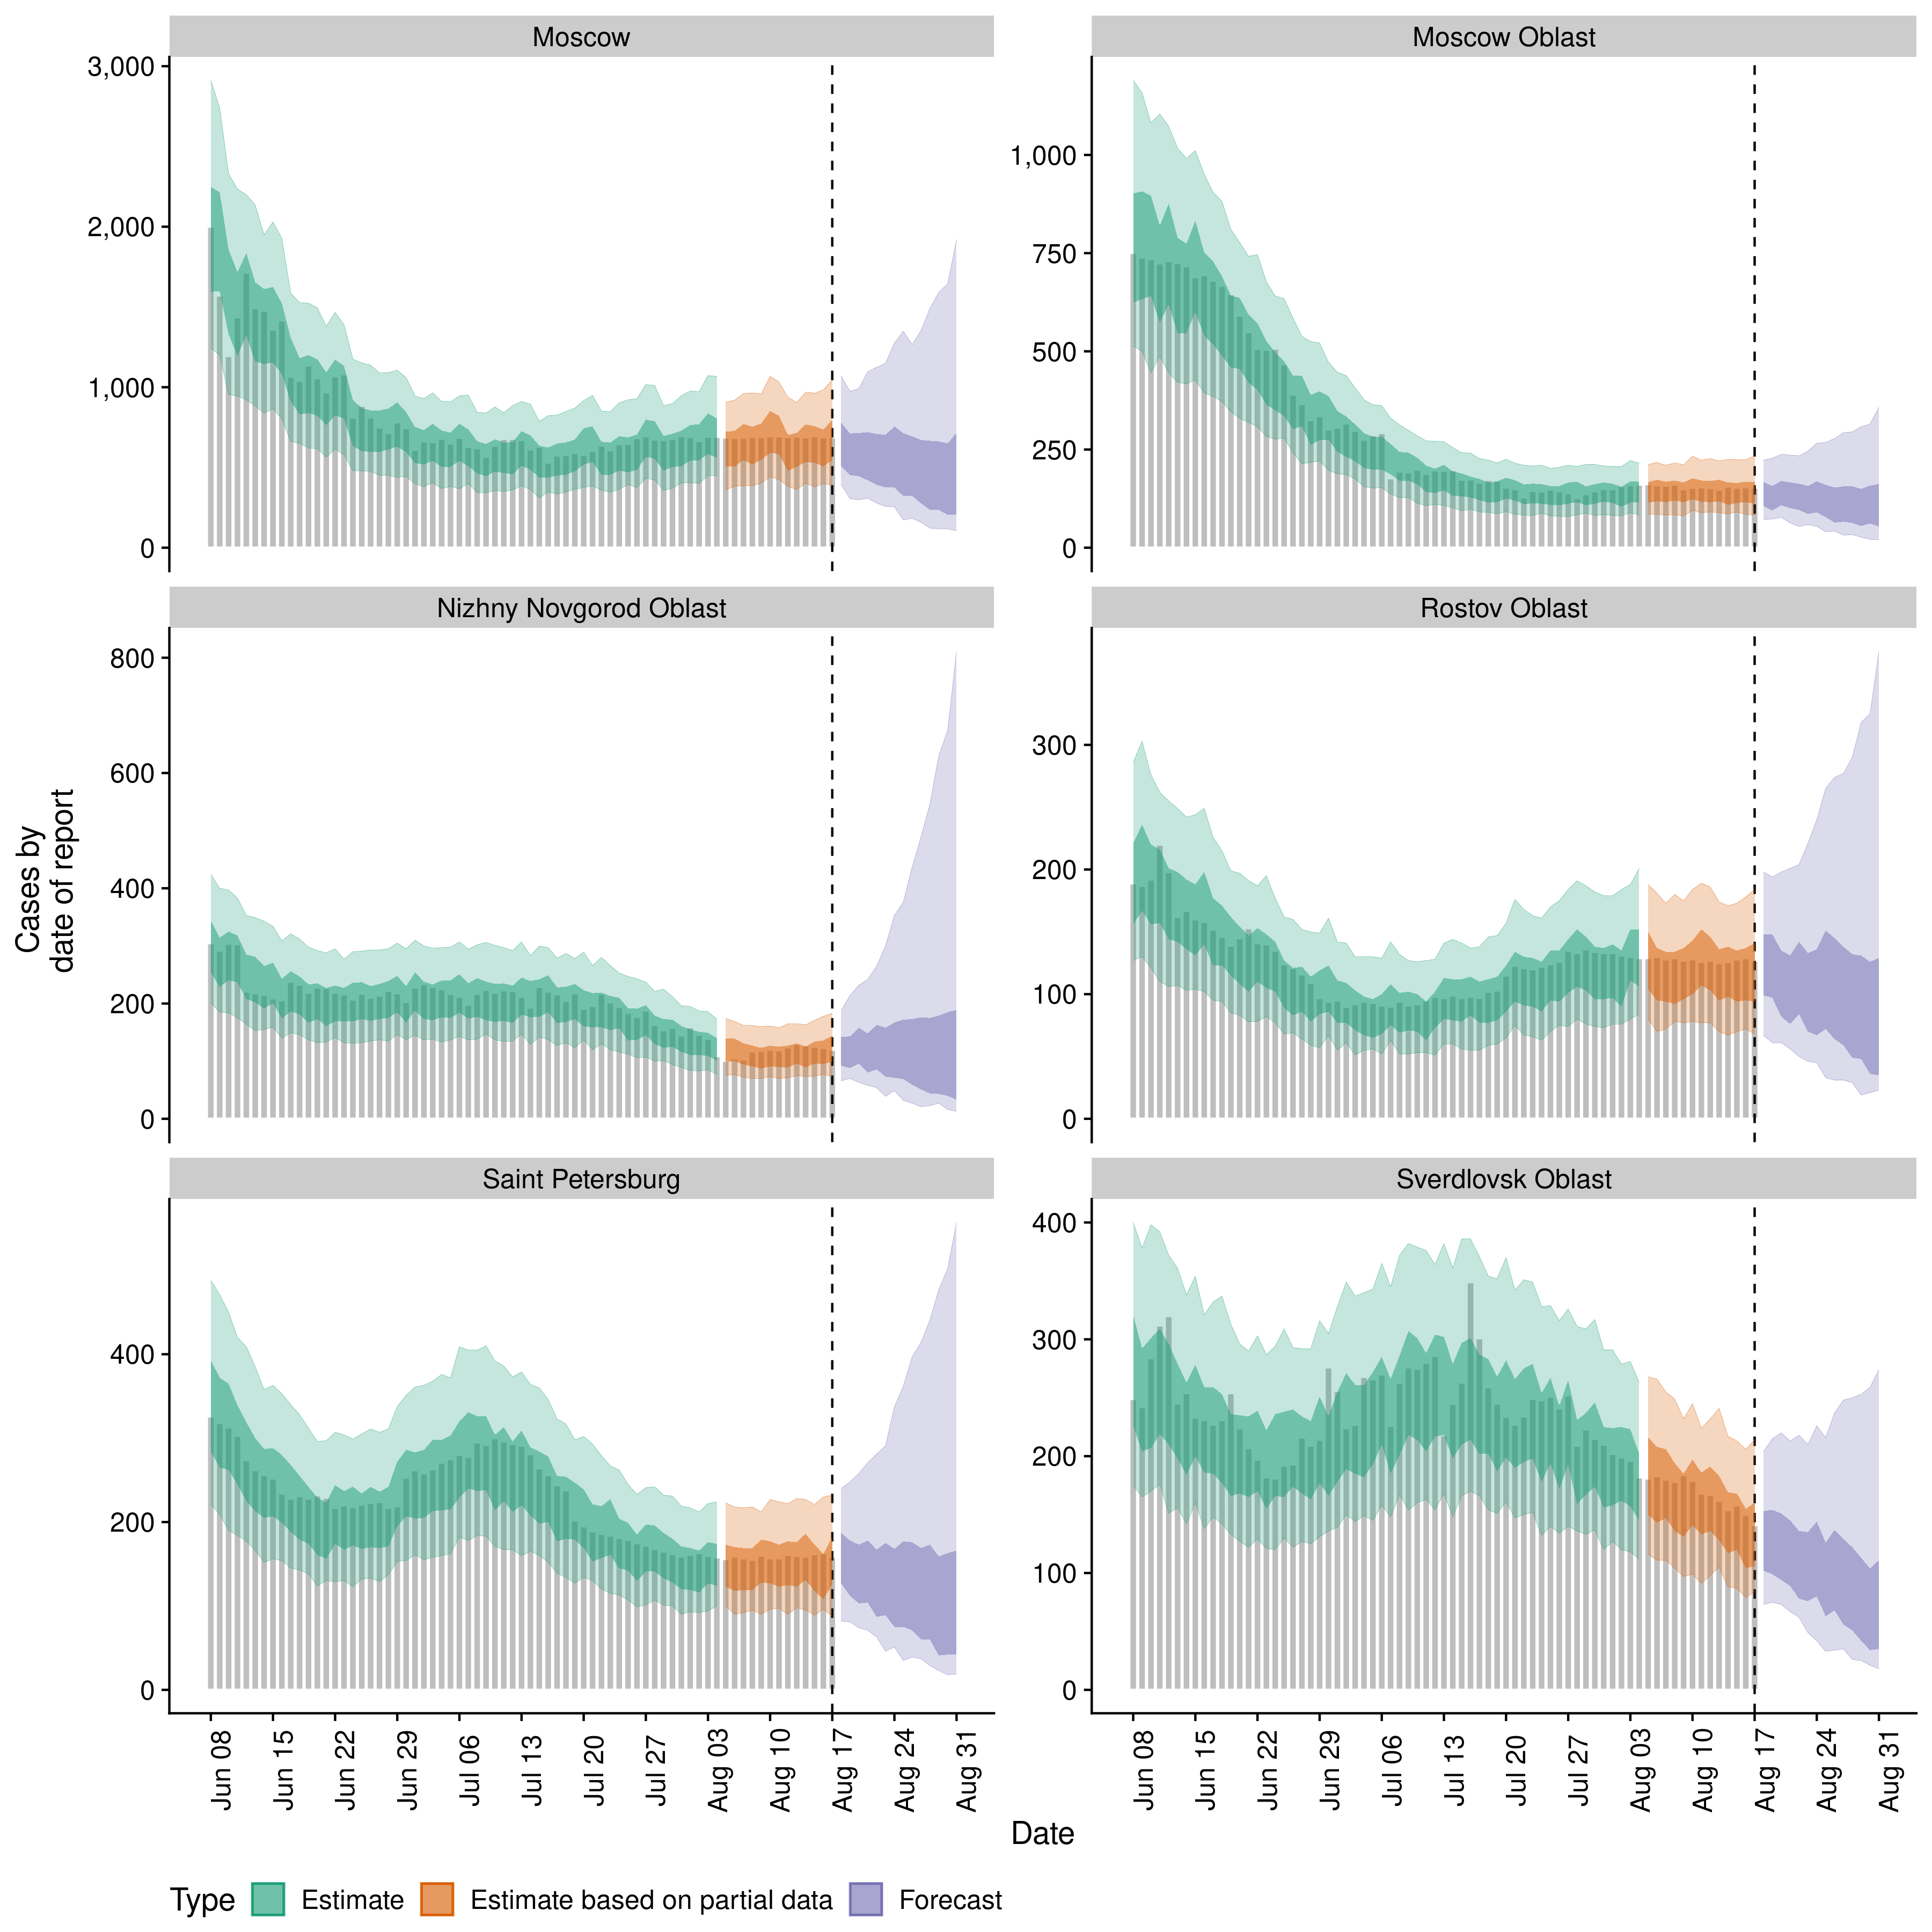 Moscow
Moscow Oblast
3,000
2,000
1,000
0
1,000
750
500
250
0
Nizhny Novgorod Oblast
Rostov Oblast
800
600
400
200
0
300
200
100
0
Cases by
date of report
Saint Petersburg
Sverdlovsk Oblast
400
200
0
400
300
200
100
0
Jun 08
Jun 15
Jun 22
Jun 29
Jul 06
Jul 13
Jul 20
Jul 27
Aug 03
Aug 10
Aug 17
Aug 24
Aug 31
Jun 08
Jun 15
Jun 22
Jun 29
Jul 06
Jul 13
Jul 20
Jul 27
Aug 03
Aug 10
Aug 17
Aug 24
Aug 31
Date
Type Estimate Estimate based on partial data Forecast